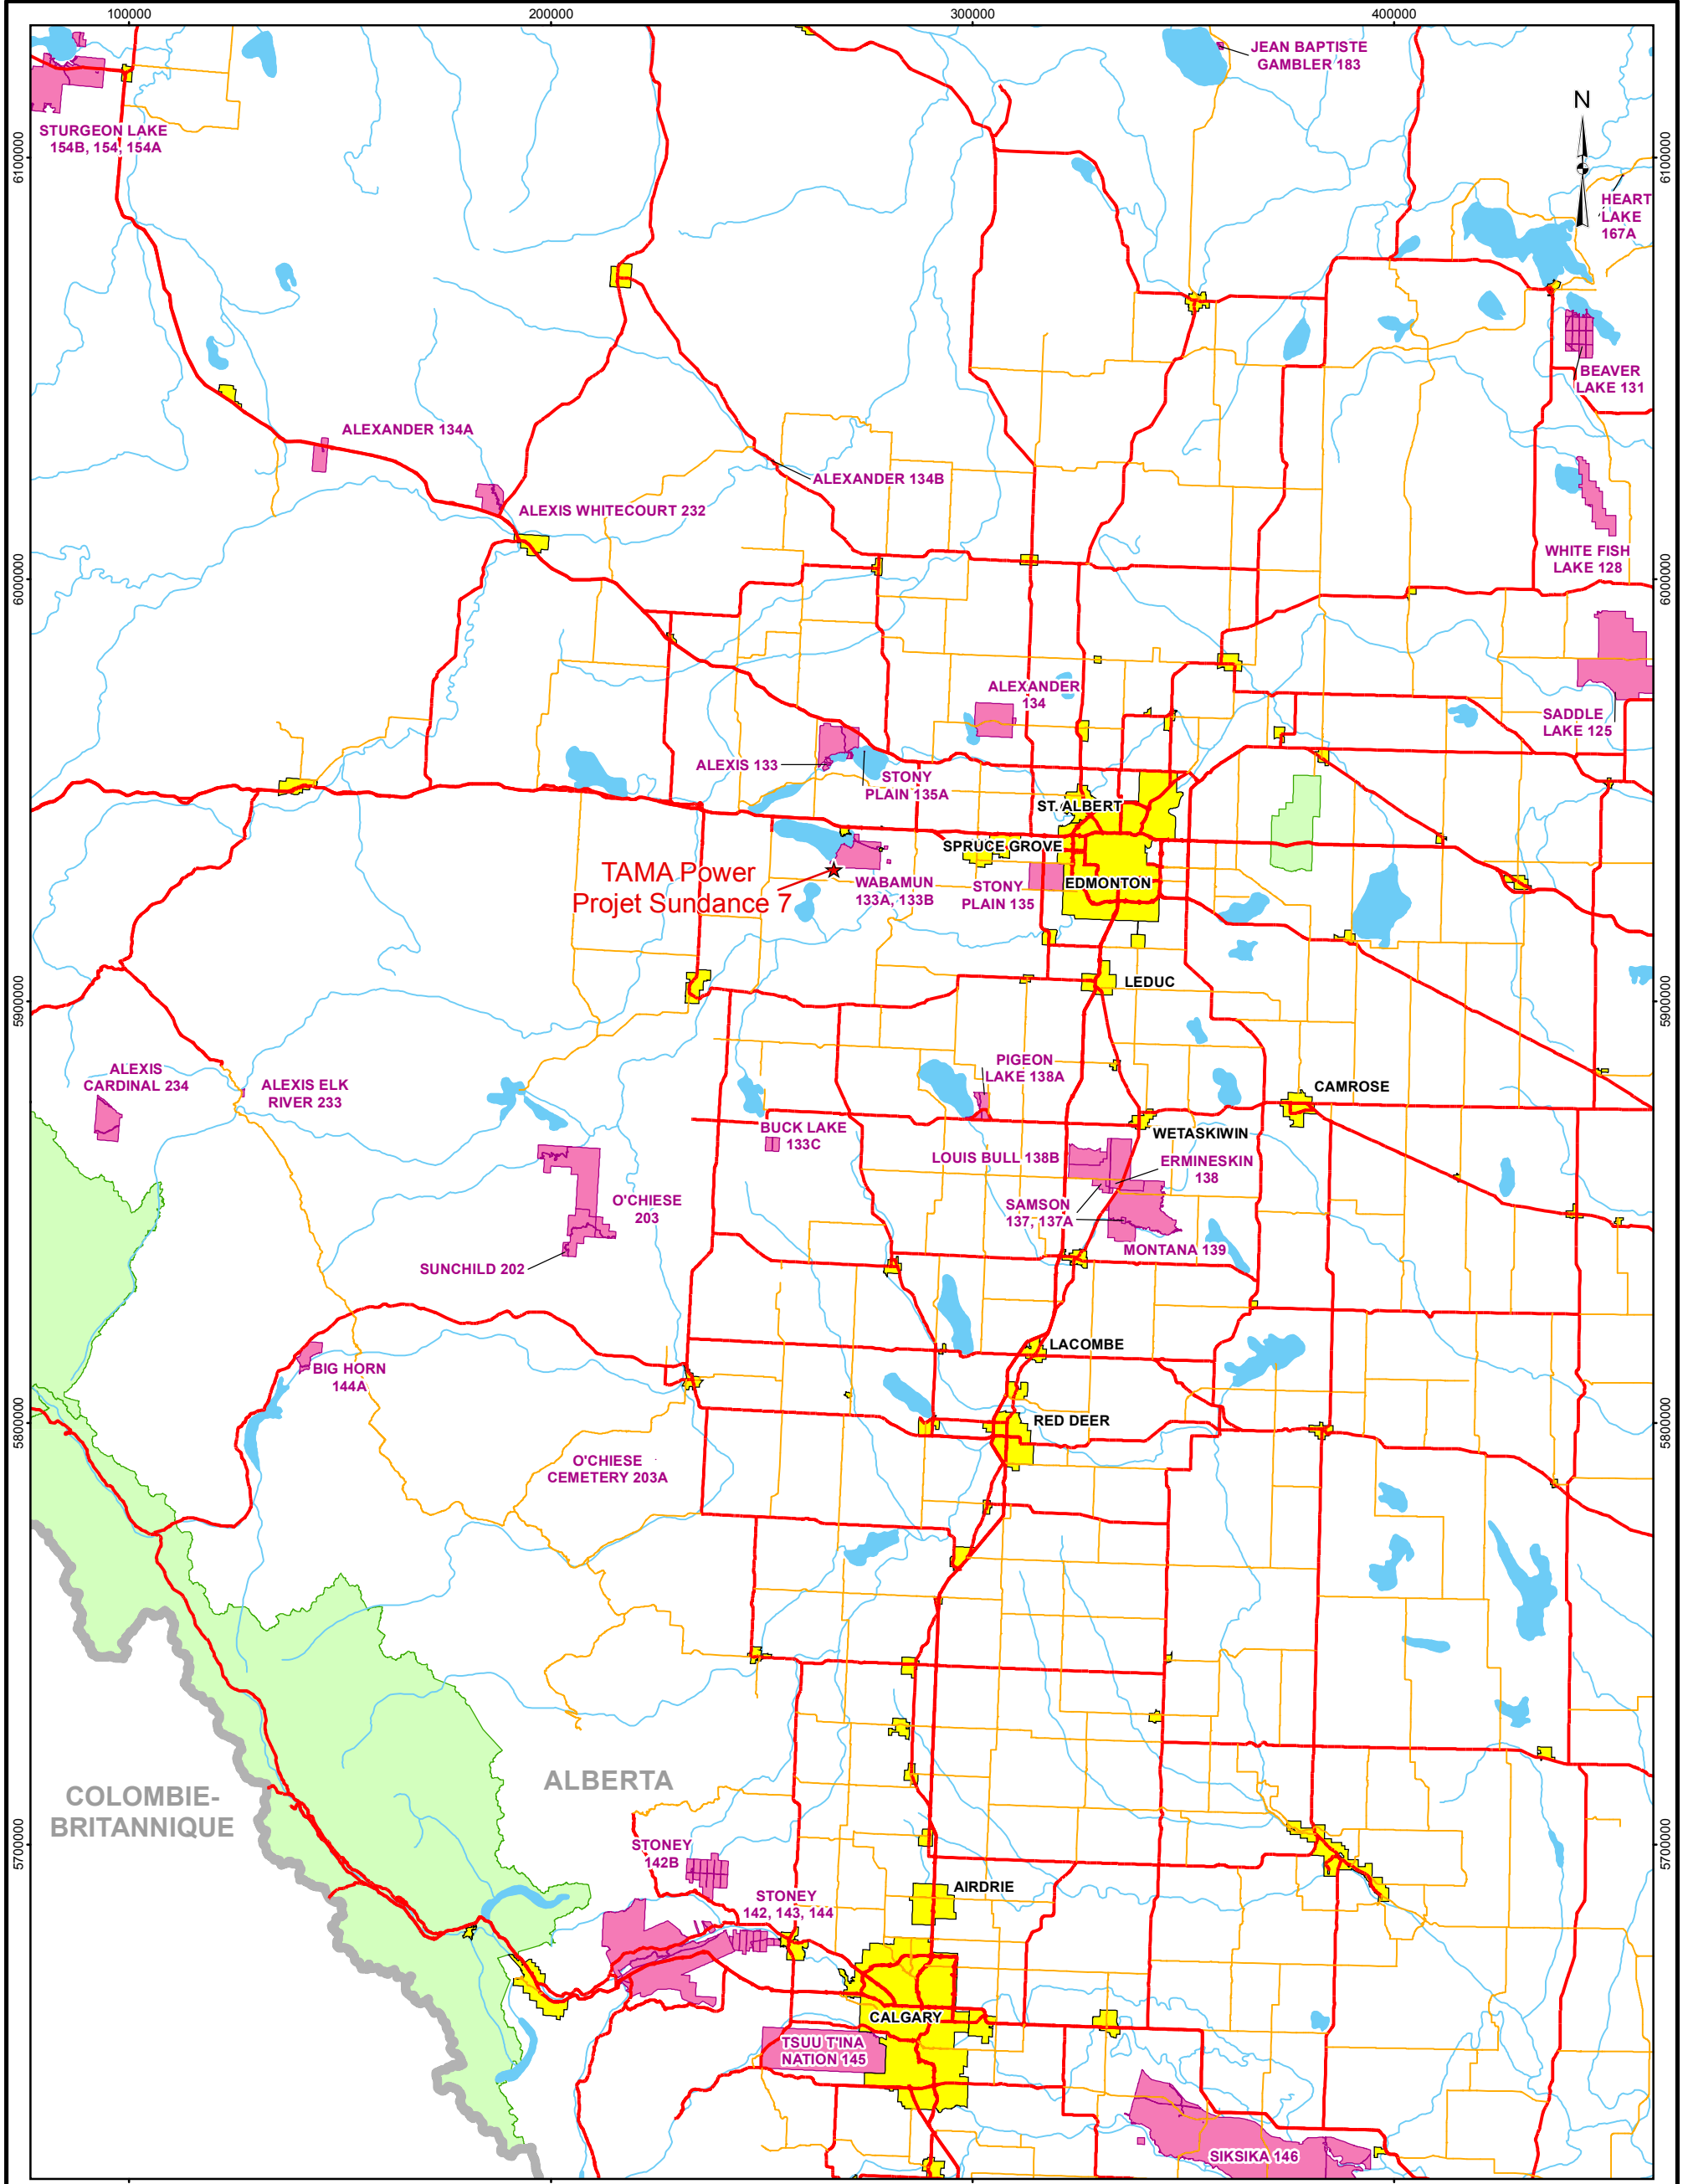 100000
200000
300000
400000
JEAN BAPTISTE
GAMBLER 183
N
STURGEON LAKE
154B, 154, 154A
6100000
6100000
HEART
LAKE
167A
BEAVER
LAKE 131
ALEXANDER 134A
ALEXANDER 134B
ALEXIS WHITECOURT 232
WHITE FISH
LAKE 128
6000000
6000000
ALEXANDER
134
SADDLE
LAKE 125
ALEXIS 133
STONY
PLAIN 135A
ST. ALBERT
SPRUCE GROVE
TAMA Power
Projet Sundance 7
WABAMUN
133A, 133B
STONY
PLAIN 135
EDMONTON
LEDUC
5900000
5900000
ALEXIS
CARDINAL 234
ALEXIS ELK
RIVER 233
PIGEON
LAKE 138A
CAMROSE
BUCK LAKE
133C
WETASKIWIN
LOUIS BULL 138B
ERMINESKIN
138
O'CHIESE
203
SAMSON
137, 137A
MONTANA 139
SUNCHILD 202
LACOMBE
BIG HORN
144A
RED DEER
5800000
5800000
O'CHIESE
CEMETERY 203A
ALBERTA
COLOMBIE-
BRITANNIQUE
5700000
5700000
STONEY
142B
AIRDRIE
STONEY
142, 143, 144
CALGARY
TSUU T'INA
NATION 145
SIKSIKA 146